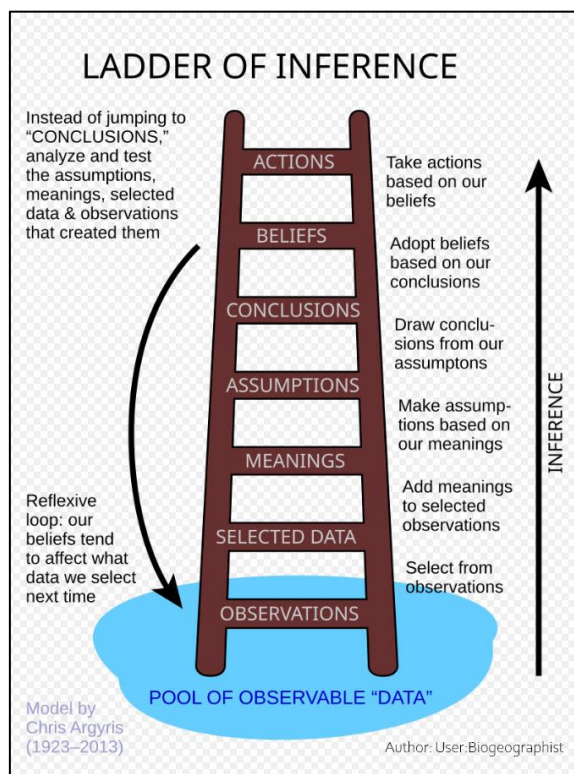 LADDER OF INFERENCE
Instead of jumping to
“CONCLUSIONS,”
analyze and test
the assumptions,
meanings, selected
data & observations
that created them
ACTIONS
Take actions
based on our
beliefs
BELIEFS
Adopt beliefs
based on our
conclusions
CONCLUSIONS
Draw conclu-
sions from our
assumptons
ASSUMPTIONS
Make assump-
tions based on
our meanings
MEANINGS
Add meanings
to selected
observations
SELECTED DATA
Select from
observations
OBSERVATIONS
INFERENCE
Reflexive
loop: our
beliefs tend
to affect what
data we select
next time
POOL OF OBSERVABLE “DATA”
Model by
Chris Argyris
(1923–2013)
Author: User:Biogeographist